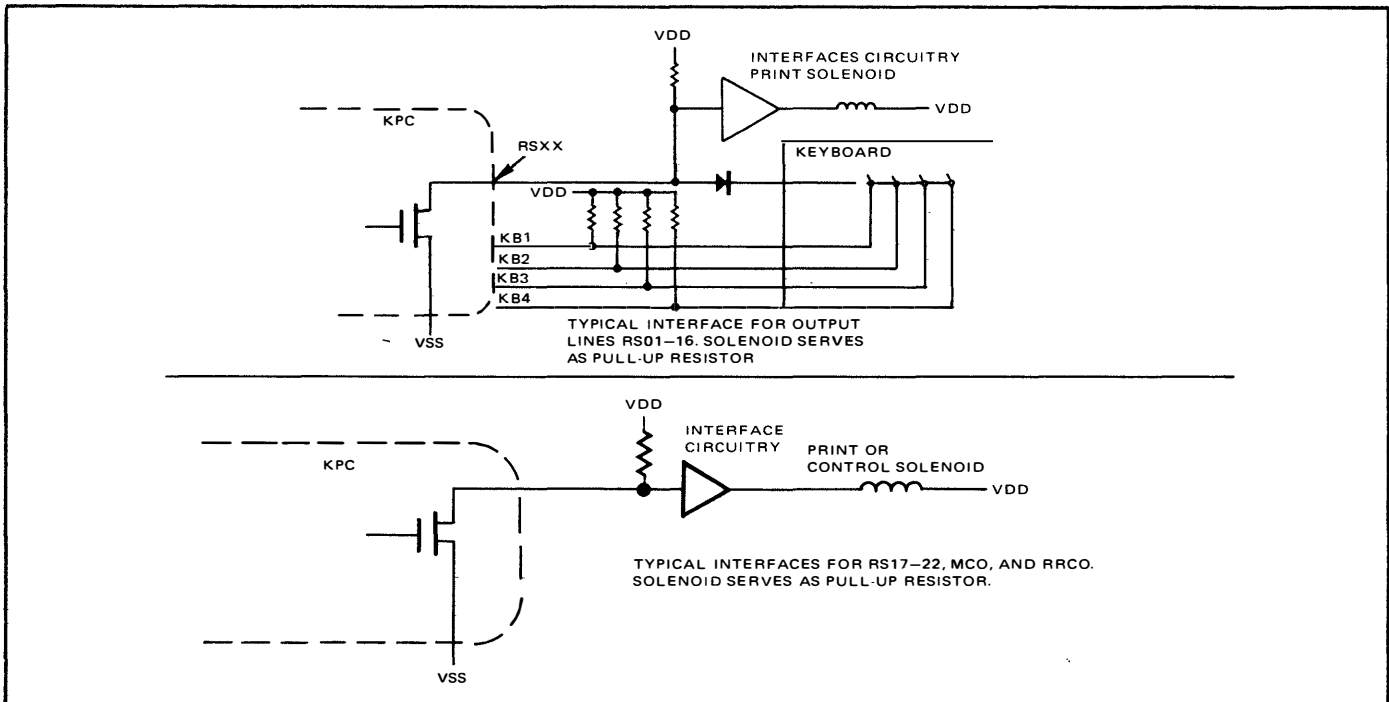 VDD
INTERFACES CIRCUITRY
PRINT SOLENOID
VDD
KPC
RSXX
KEYBOARD
VDD
KB1
KB2
KB3
KB4
VSS
TYPICAL INTERFACE FOR OUTPUT
LINES RS01–16. SOLENOID SERVES
AS PULL-UP RESISTOR
VDD
INTERFACE
CIRCUITRY
PRINT OR
CONTROL SOLENOID
KPC
VDD
TYPICAL INTERFACES FOR RS17–22, MCO, AND RRCO.
SOLENOID SERVES AS PULL-UP RESISTOR.
VSS